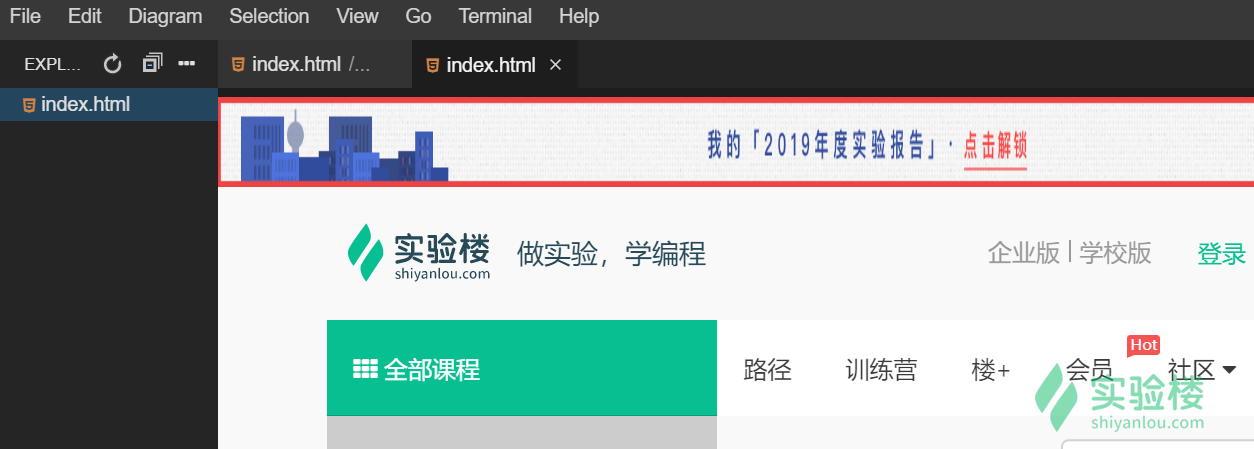 File Edit Diagram Selection View Go Terminal Help
EXPL...
index.html /...
index.html
index.html
我的「2019年度实验报告」· 点击解锁
实验楼
shiyanlou.com
做实验，学编程
企业版 | 学校版
登录
全部课程
路径
训练营
楼+
会员
Hot
社区
实验楼
shiyanlou.com